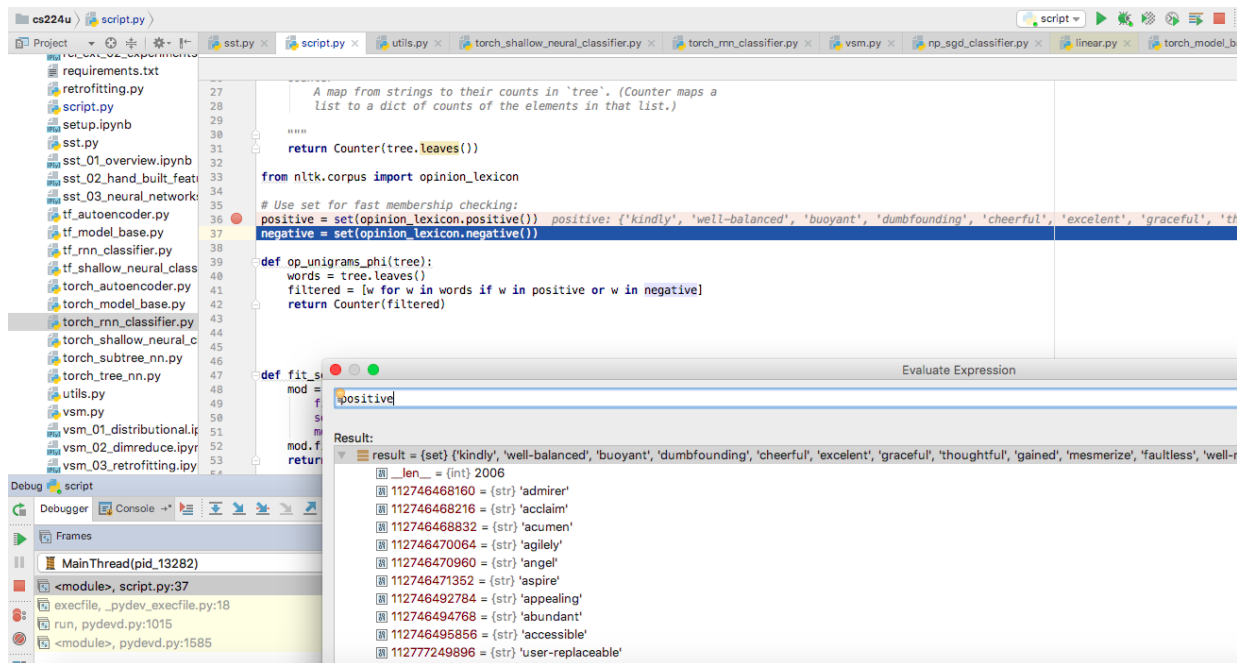 cs224u script.py
script
Project sst.py script.py utils.py torch_shallow_neural_classifier.py torch_rnn_classifier.py vsm.py np_sgd_classifier.py linear.py torch_model_b
requirements.txt
retrofitting.py
script.py
setup.ipynb
sst.py
sst_01_overview.ipynb
sst_02_hand_built_featu
sst_03_neural_networks
tf_autoencoder.py
tf_model_base.py
tf_rnn_classifier.py
tf_shallow_neural_class
torch_autoencoder.py
torch_model_base.py
torch_rnn_classifier.py
torch_shallow_neural_c
torch_subtree_nn.py
torch_tree_nn.py
utils.py
vsm.py
vsm_01_distributional.ip
vsm_02_dimreduce.ipyr
vsm_03_retrofitting.ipy
27 A map from strings to their counts in `tree`. (Counter maps a
28 list to a dict of counts of the elements in that list.)
29
30 """
31 return Counter(tree.leaves())
32
33 from nltk.corpus import opinion_lexicon
34
35 # Use set for fast membership checking:
36 positive = set(opinion_lexicon.positive()) positive: {'kindly', 'well-balanced', 'buoyant', 'dumbfounding', 'cheerful', 'excelent', 'graceful', 'th
37 negative = set(opinion_lexicon.negative())
38
39 def op_unigrams_phi(tree):
40 words = tree.leaves()
41 filtered = [w for w in words if w in positive or w in negative]
42 return Counter(filtered)
43
44
45
46
47 def fit_s
48 mod =
49 f
50 s
51 m
52 mod.f
53 retur
Evaluate Expression
positive
Result:
result = {set} {'kindly', 'well-balanced', 'buoyant', 'dumbfounding', 'cheerful', 'excelent', 'graceful', 'thoughtful', 'gained', 'mesmerize', 'faultless', 'well-r
__len__ = {int} 2006
112746468160 = {str} 'admirer'
112746468216 = {str} 'acclaim'
112746468832 = {str} 'acumen'
112746470064 = {str} 'agilely'
112746470960 = {str} 'angel'
112746471352 = {str} 'aspire'
112746492784 = {str} 'appealing'
112746494768 = {str} 'abundant'
112746495856 = {str} 'accessible'
112777249896 = {str} 'user-replaceable'
Debug script
Debugger Console
Frames
MainThread(pid_13282)
<module>, script.py:37
execfile, _pydev_execfile.py:18
run, pydevd.py:1015
<module>, pydevd.py:1585